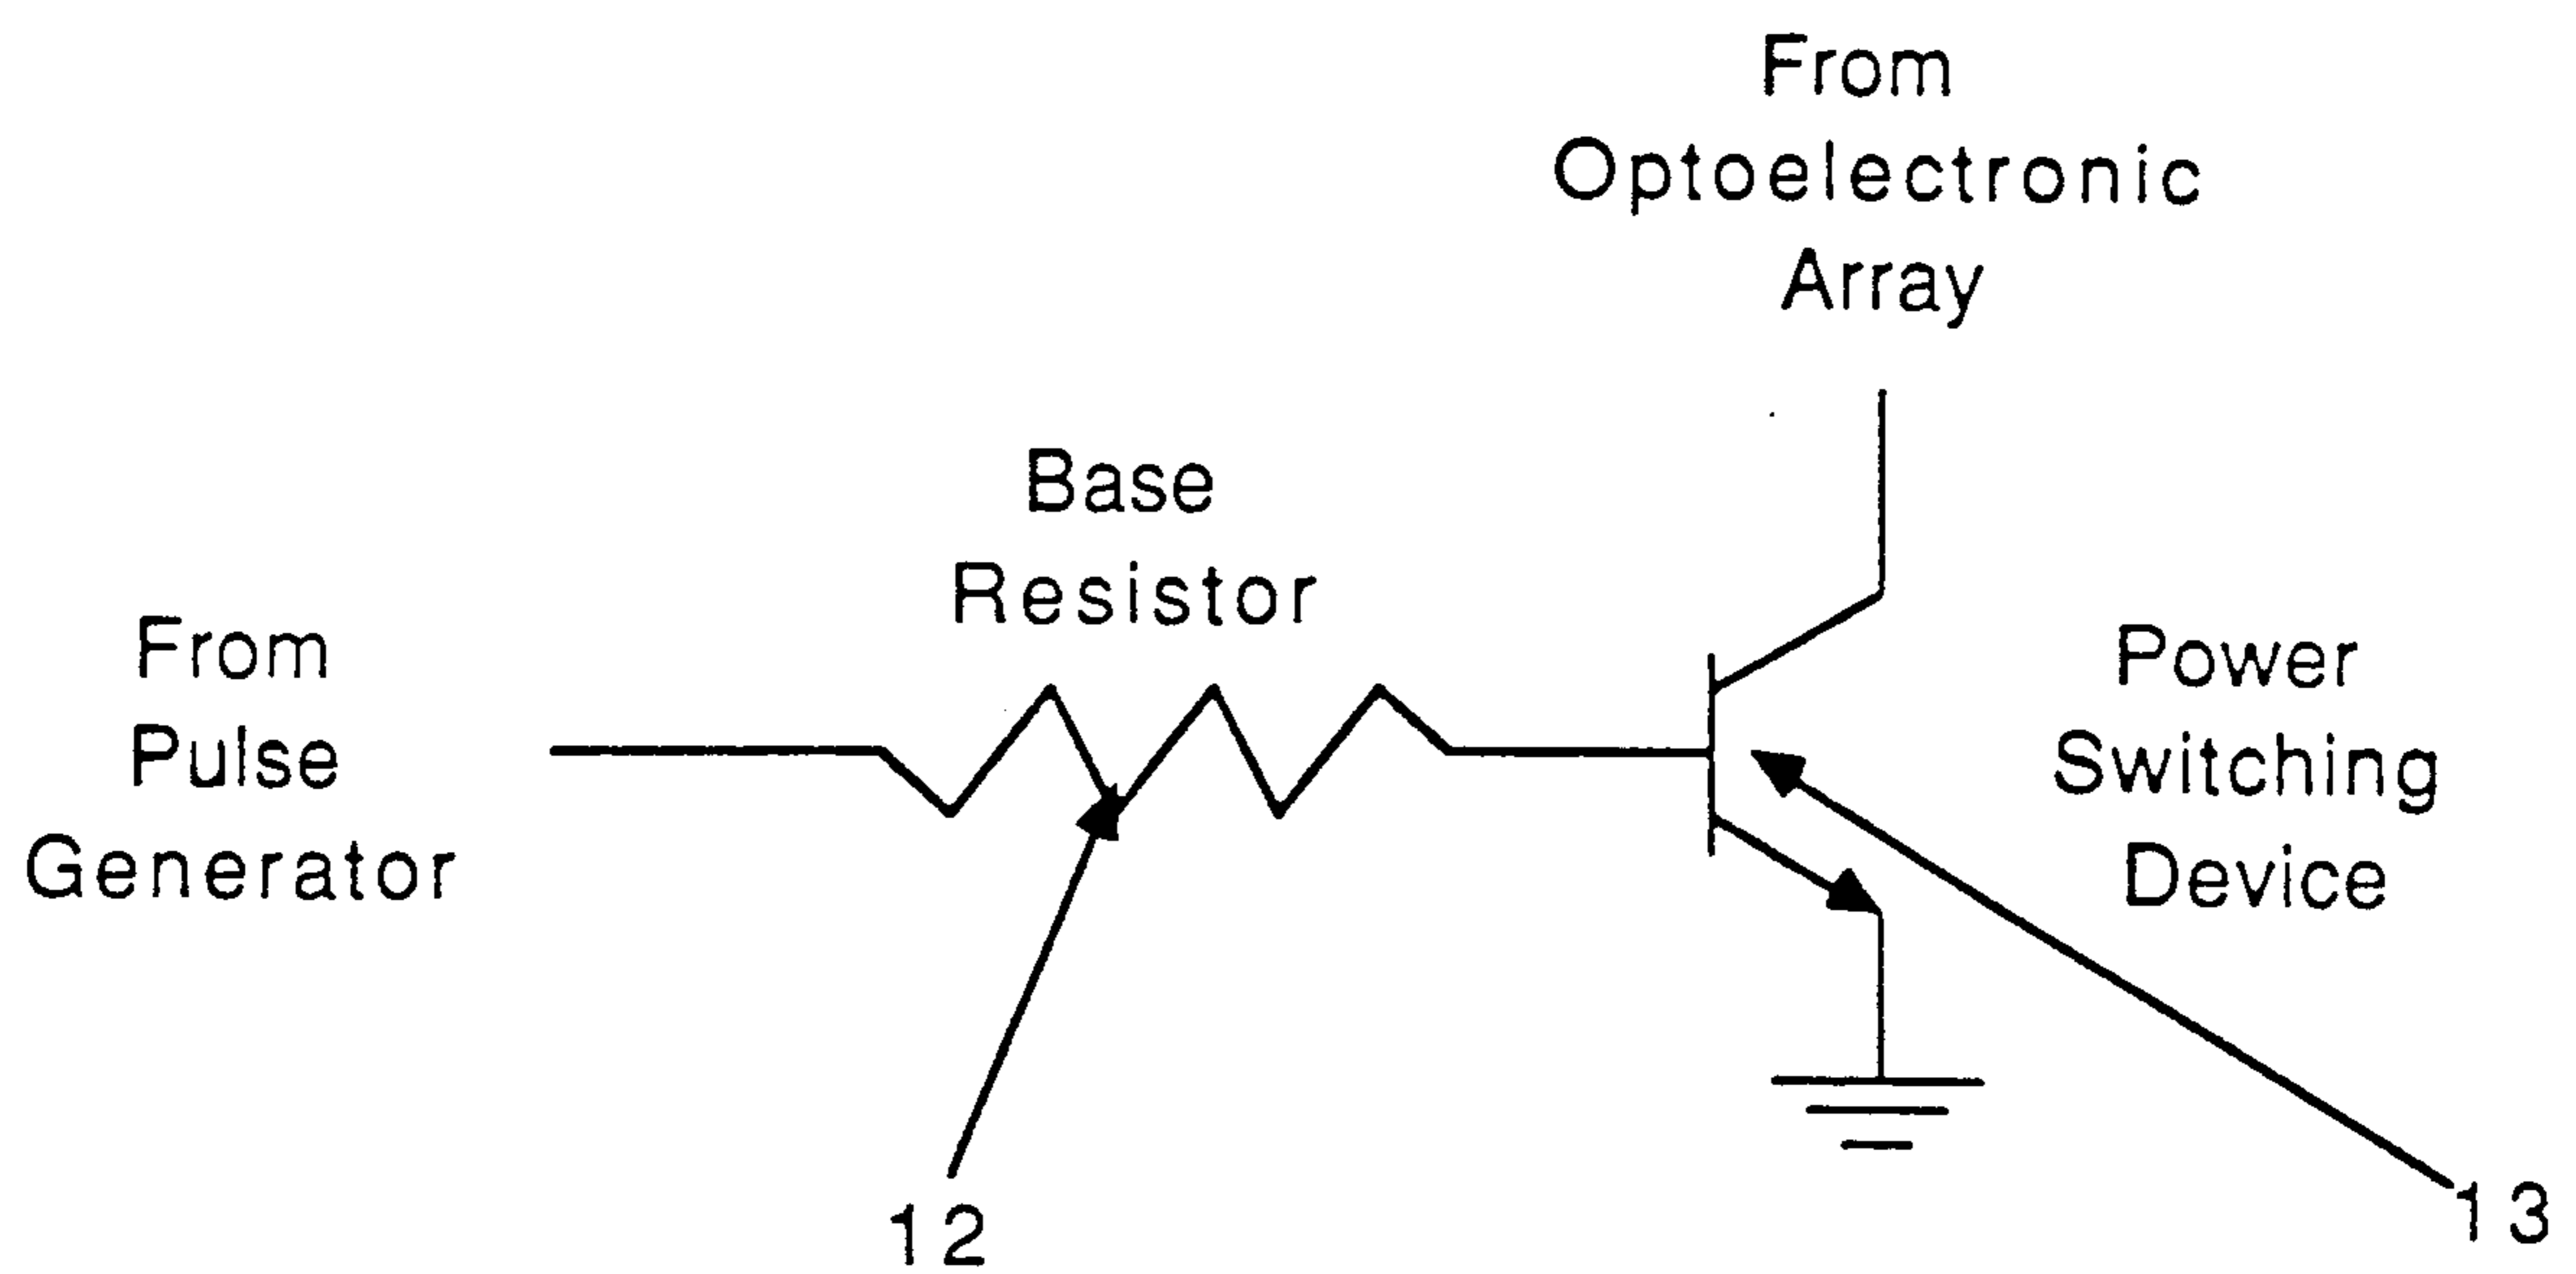 From
Optoelectronic
Array
Base
Resistor
From
Pulse
Generator
Power
Switching
Device
12
13